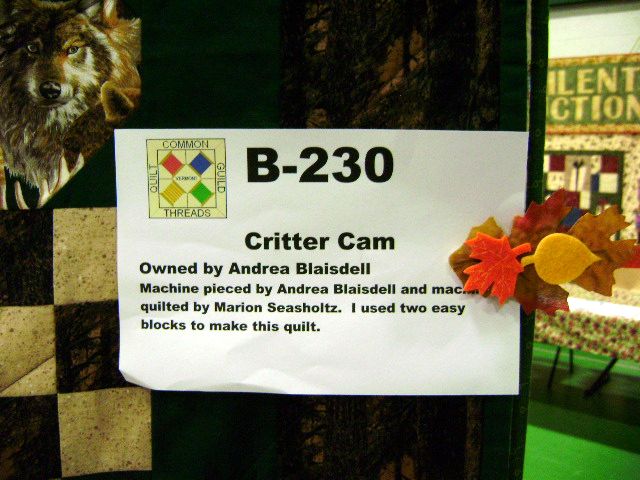 COMMON
QUILT
VERMONT
GUILD
THREADS
B-230
Critter Cam
Owned by Andrea Blaisdell
Machine pieced by Andrea Blaisdell and
quilted by Marion Seasholtz. I used two easy
blocks to make this quilt.